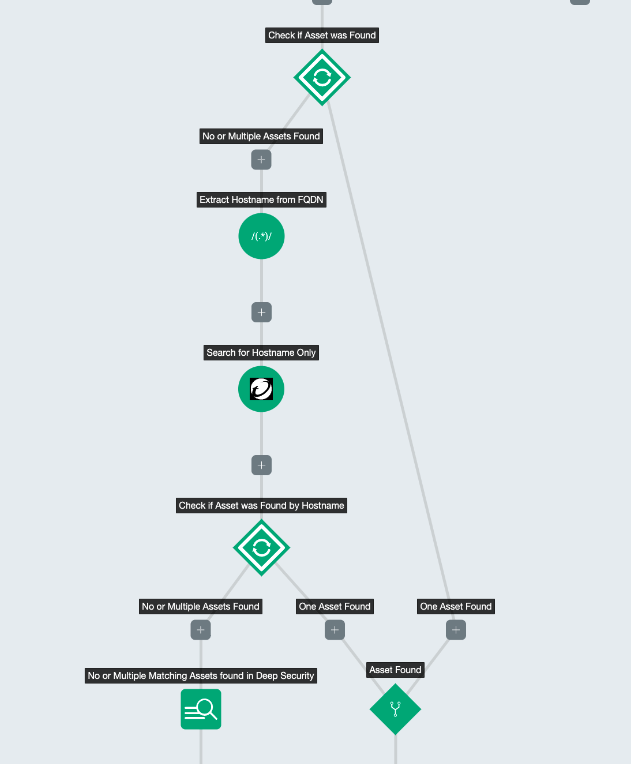 Check if Asset was Found
No or Multiple Assets Found
Extract Hostname from FQDN
/(.*)/
Search for Hostname Only
Check if Asset was Found by Hostname
No or Multiple Assets Found
One Asset Found
One Asset Found
No or Multiple Matching Assets found in Deep Security
Asset Found